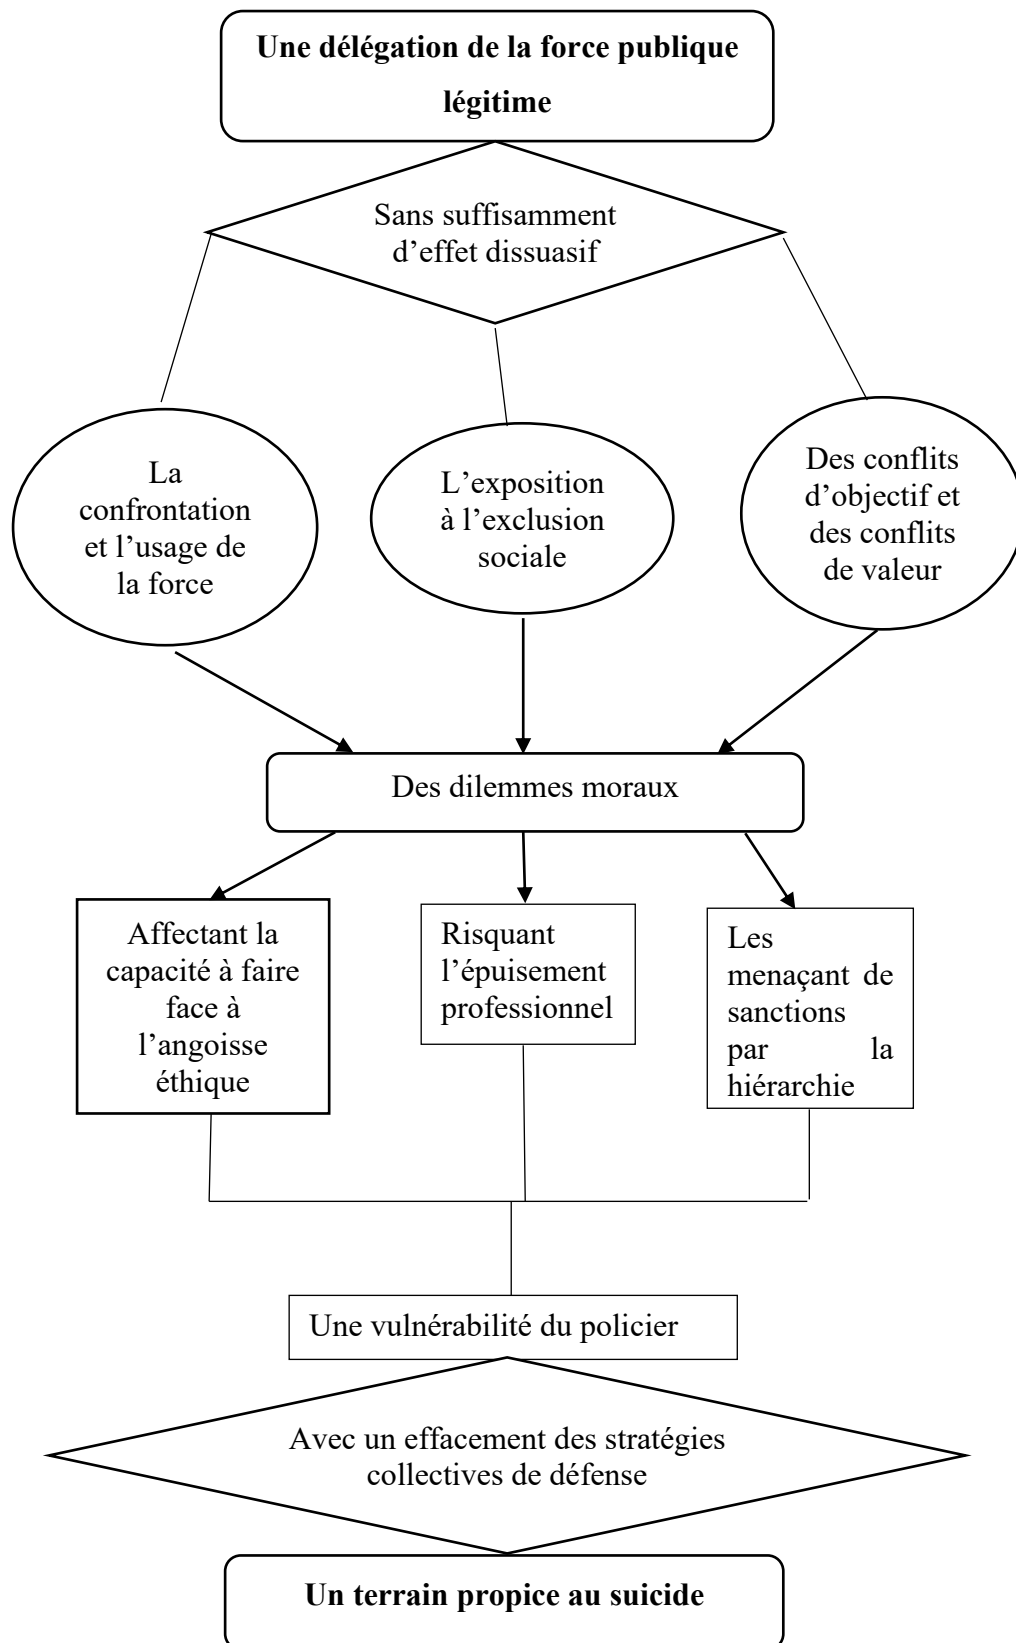 Une délégation de la force publique
légitime
Sans suffisamment
d’effet dissuasif
La
confrontation
et l’usage de
la force
L’exposition
à l’exclusion
sociale
Des conflits
d’objectif et
des conflits
de valeur
Des dilemmes moraux
Affectant la
capacité à faire
face à
l’angoisse
éthique
Risquant
l’épuisement
professionnel
Les
menaçant de
sanctions
par la
hiérarchie
Une vulnérabilité du policier
Avec un effacement des stratégies
collectives de défense
Un terrain propice au suicide